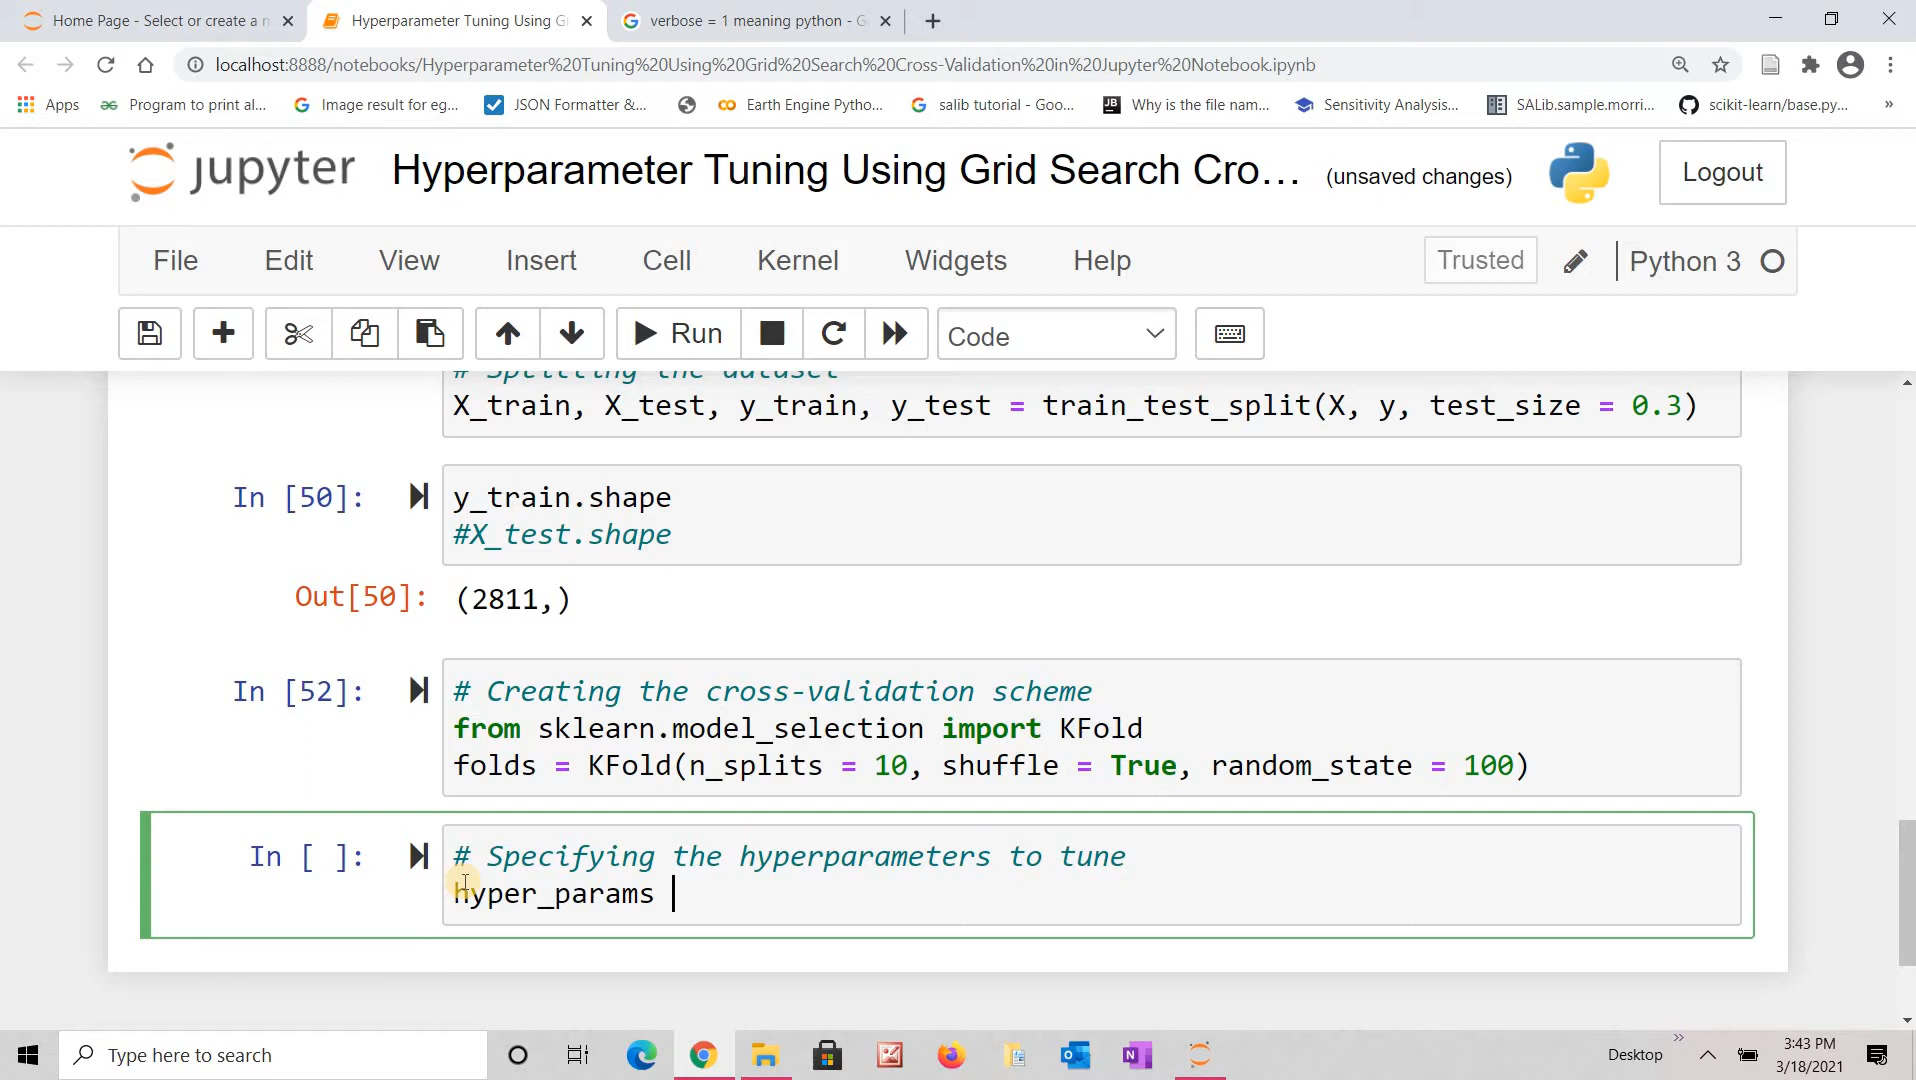 Home Page - Select or create a n
Hyperparameter Tuning Using G
verbose = 1 meaning python - G
localhost:8888/notebooks/Hyperparameter%20Tuning%20Using%20Grid%20Search%20Cross-Validation%20in%20Jupyter%20Notebook.ipynb
Apps
Program to print al...
Image result for eg...
JSON Formatter &...
Earth Engine Pytho...
salib tutorial - Goo...
Why is the file nam...
Sensitivity Analysis...
SALib.sample.morri...
scikit-learn/base.py...
»
jupyter
Hyperparameter Tuning Using Grid Search Cro...
(unsaved changes)
Logout
File
Edit
View
Insert
Cell
Kernel
Widgets
Help
Trusted
Python 3
Run
Code
# Splitting the dataset
X_train, X_test, y_train, y_test = train_test_split(X, y, test_size = 0.3)
In [50]:
y_train.shape
#X_test.shape
Out[50]:
(2811,)
In [52]:
# Creating the cross-validation scheme
from sklearn.model_selection import KFold
folds = KFold(n_splits = 10, shuffle = True, random_state = 100)
In [ ]:
# Specifying the hyperparameters to tune
hyper_params
Type here to search
Desktop
»
3:43 PM
3/18/2021